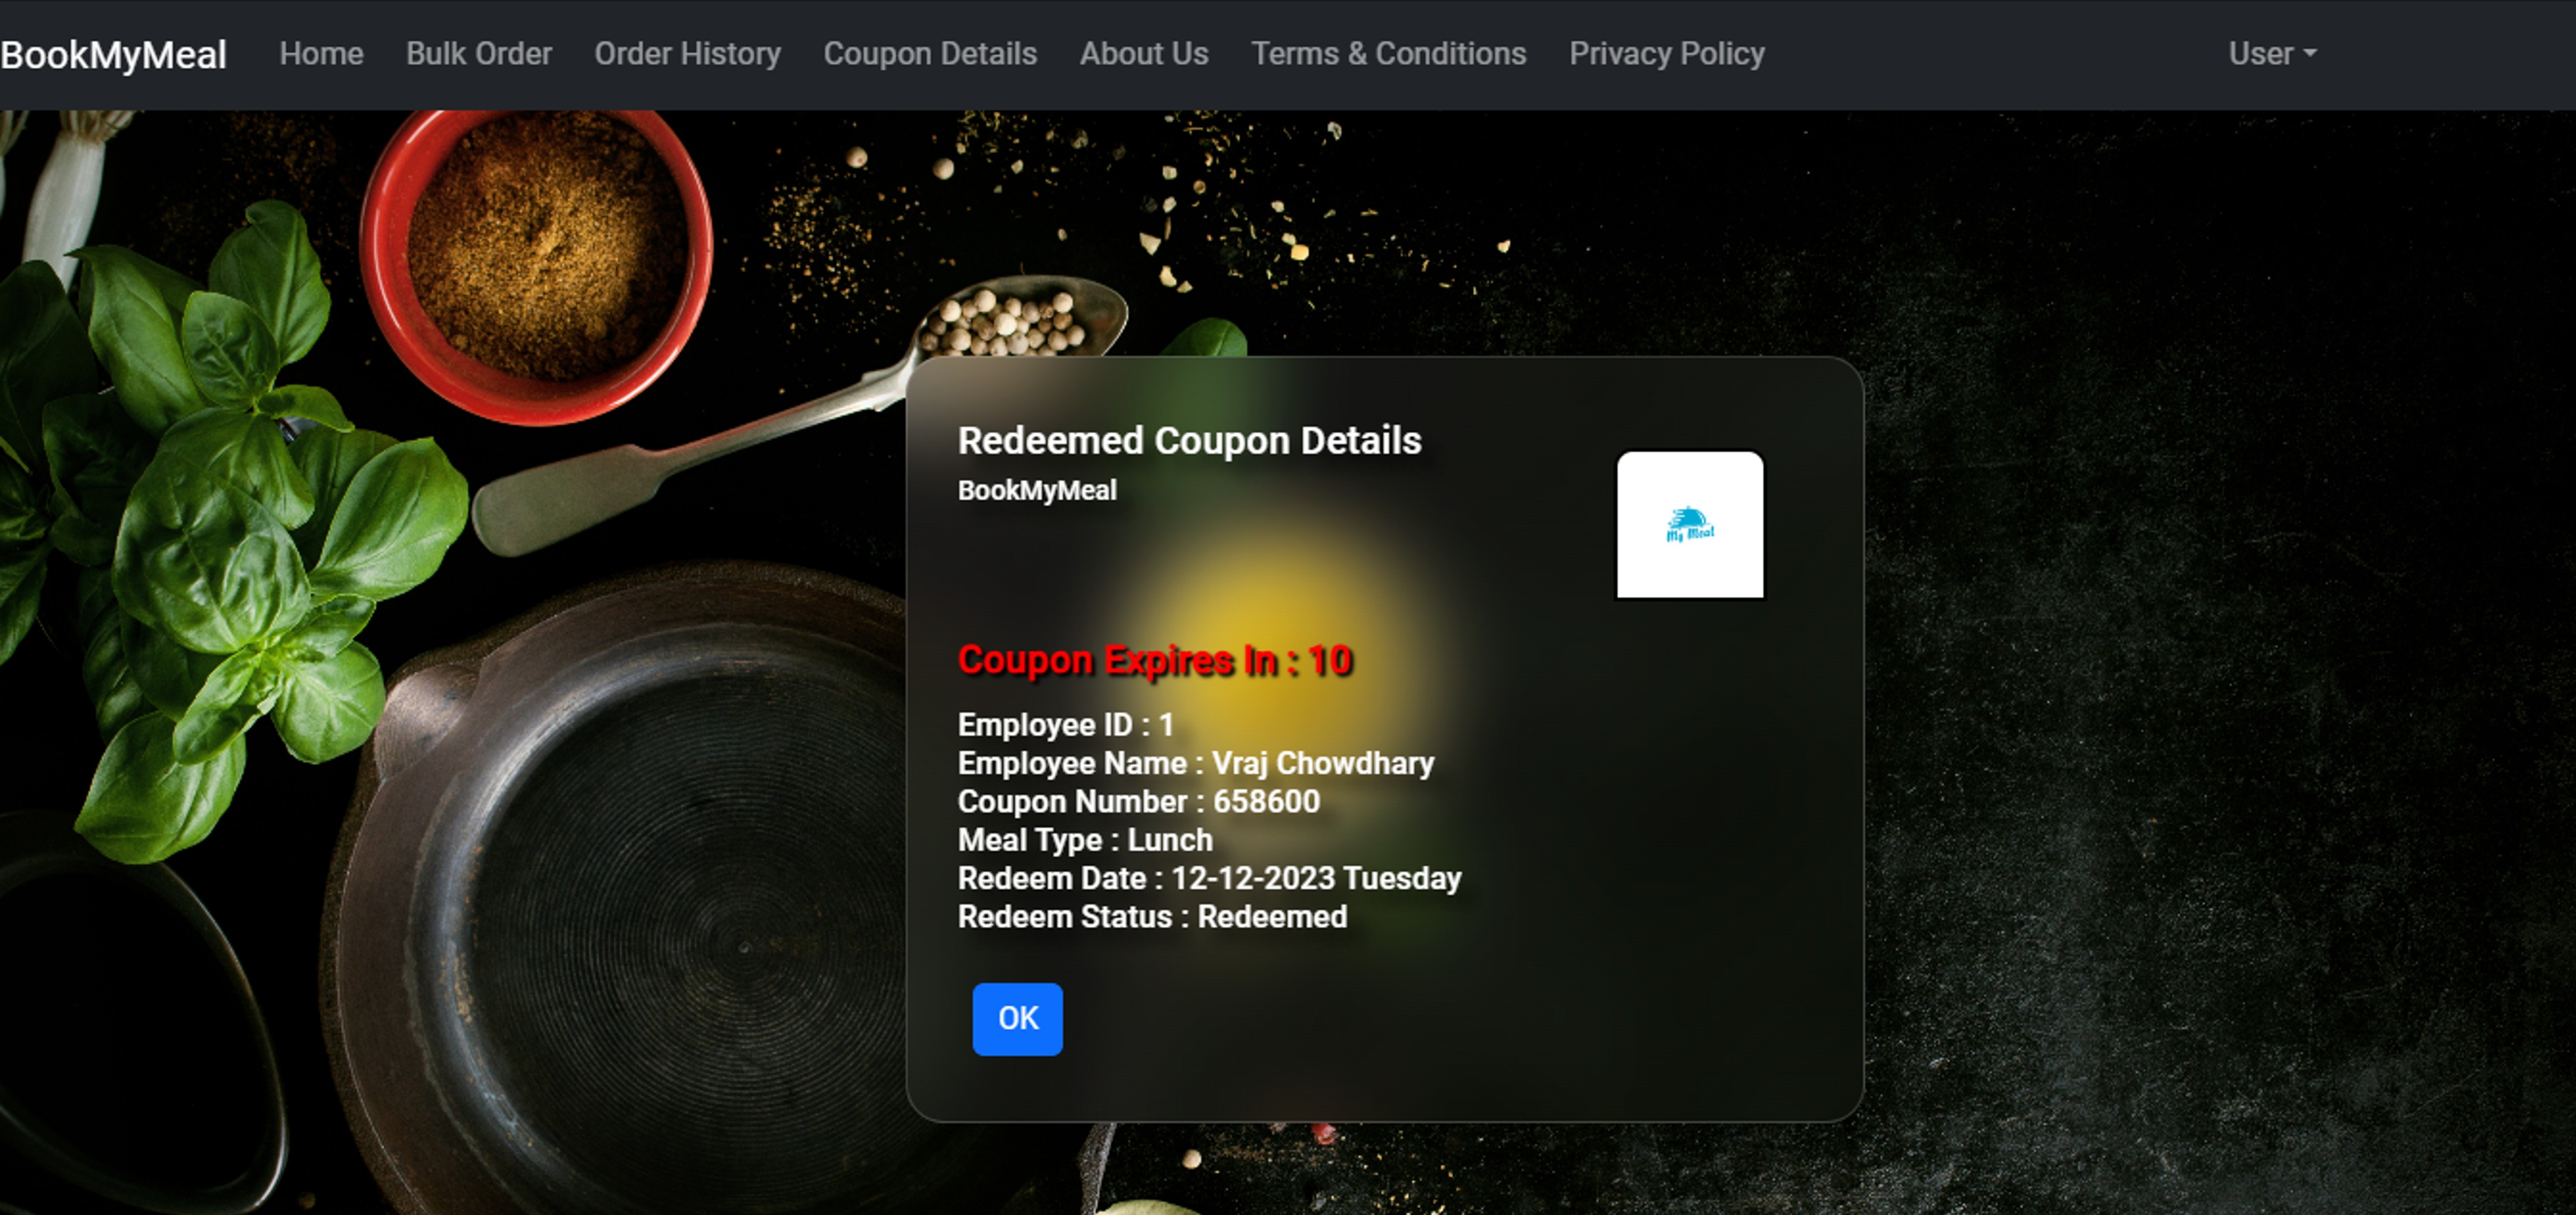 BookMyMeal Home Bulk Order Order History Coupon Details About Us Terms & Conditions Privacy Policy User
Redeemed Coupon Details
BookMyMeal
My Meal
Coupon Expires In : 10
Employee ID : 1
Employee Name : Vraj Chowdhary
Coupon Number : 658600
Meal Type : Lunch
Redeem Date : 12-12-2023 Tuesday
Redeem Status : Redeemed
OK